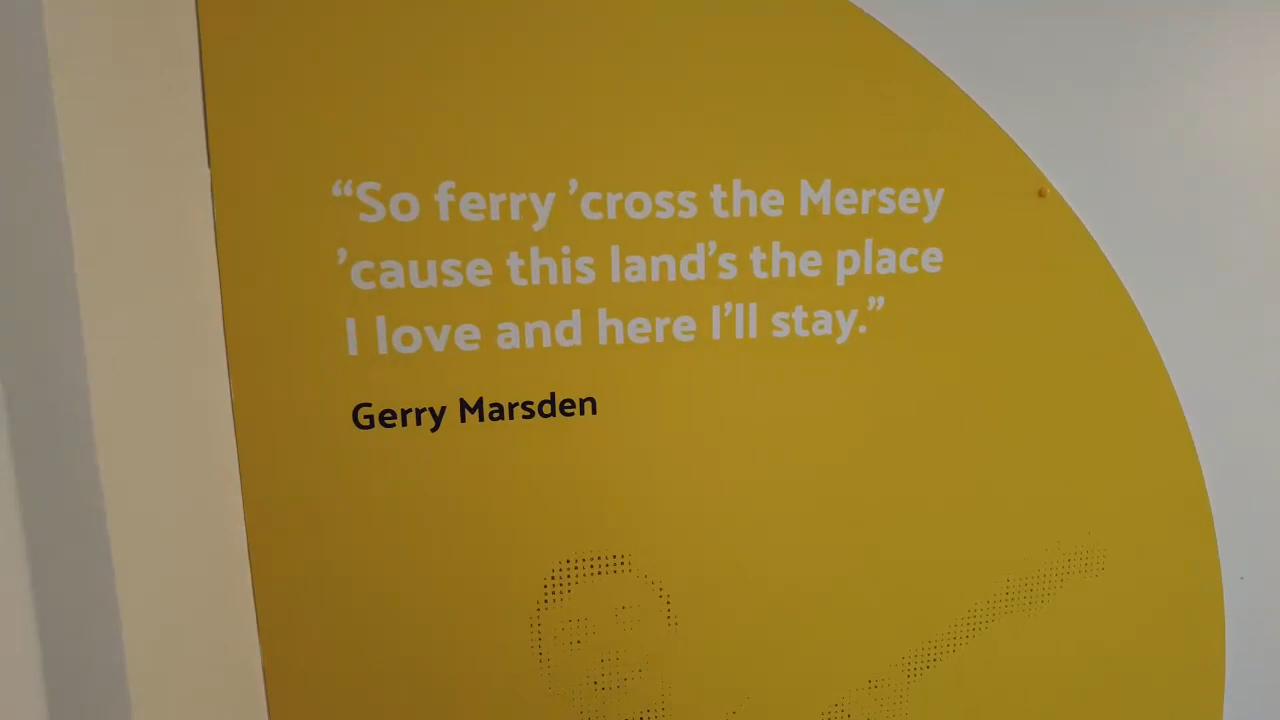 “So ferry ’cross the Mersey
’cause this land’s the place
I love and here I’ll stay.”
Gerry Marsden